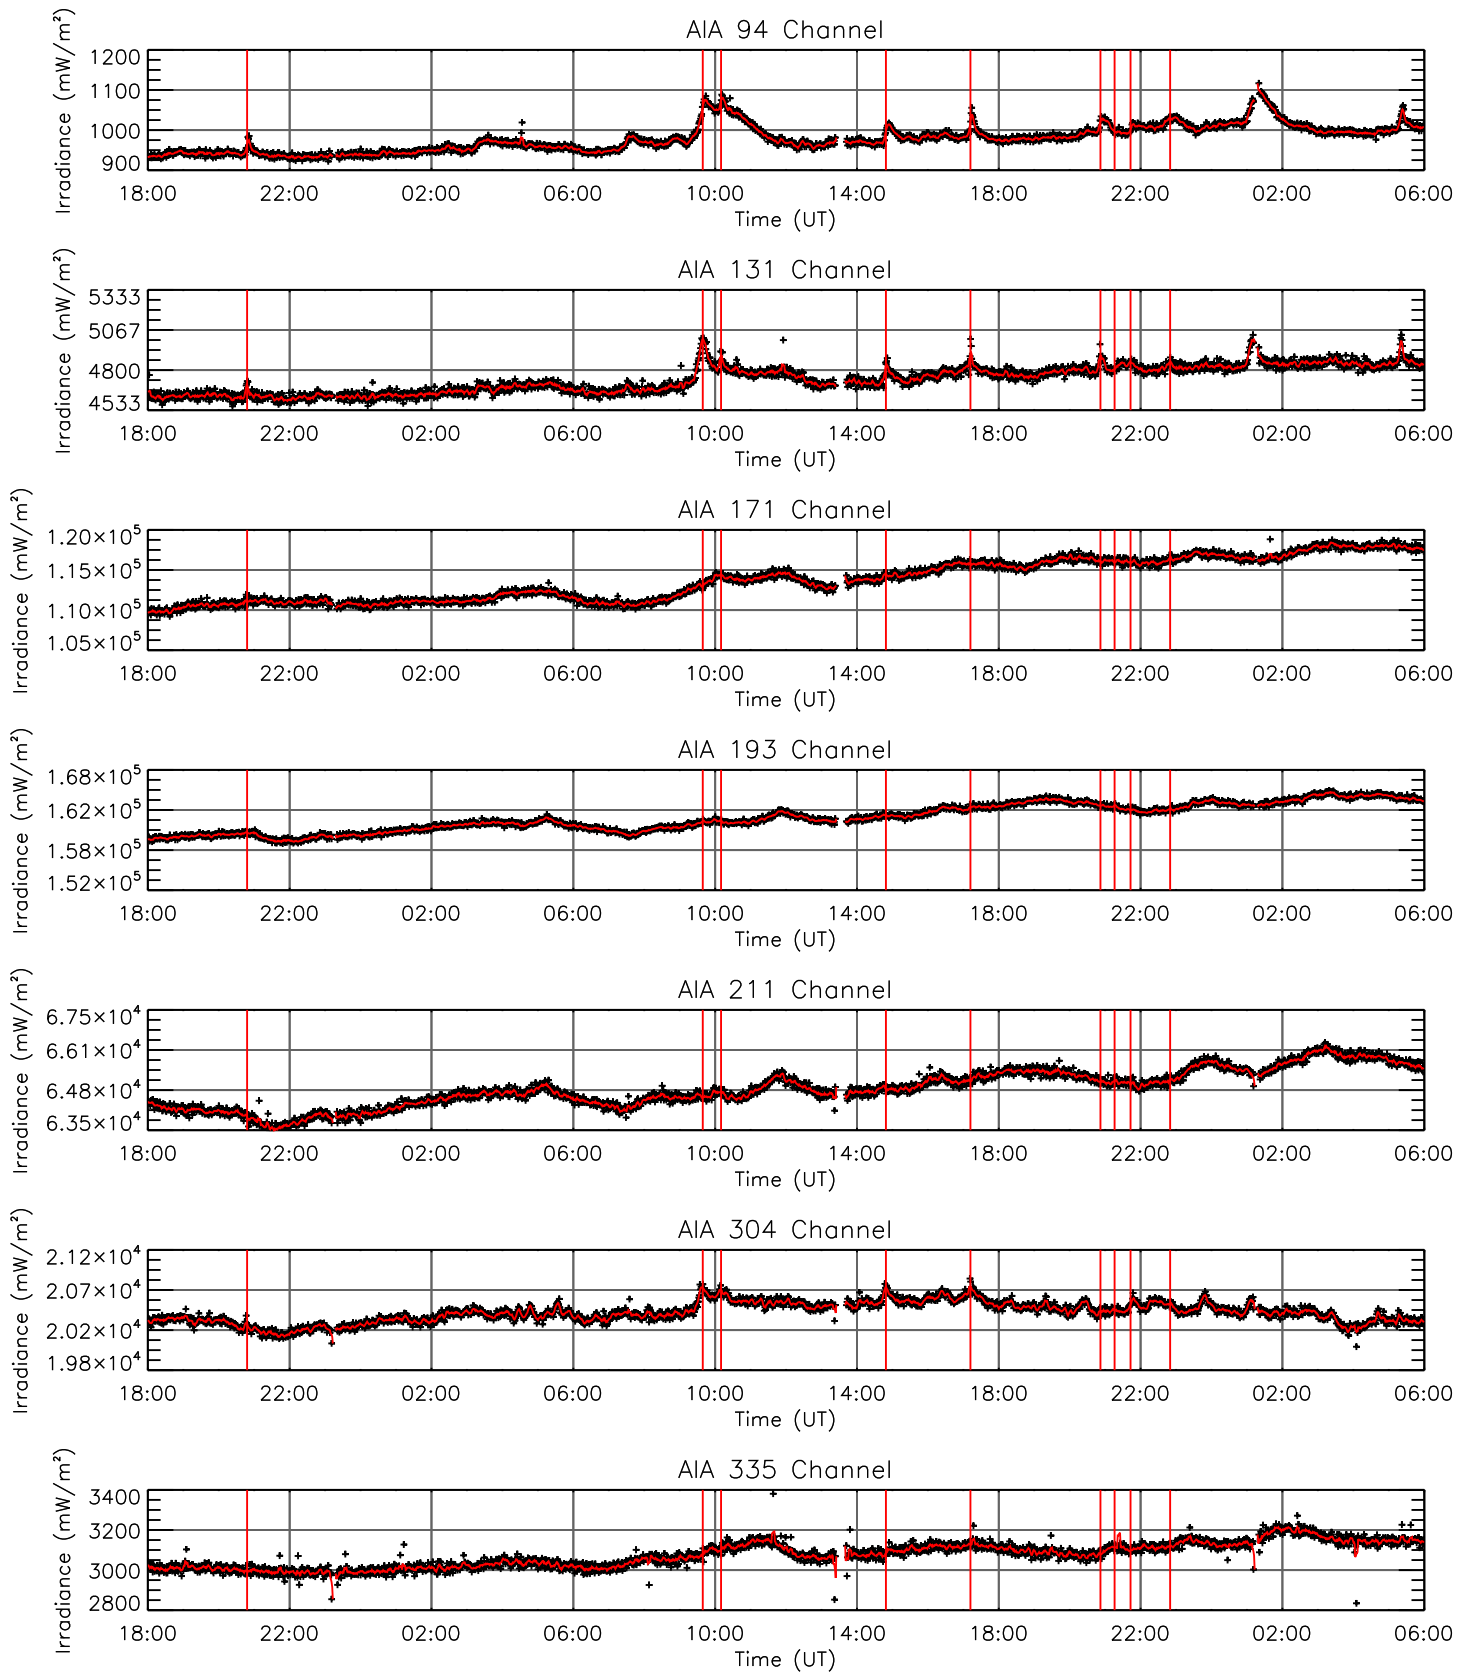 AIA 94 Channel
Irradiance (mW/m²)
1200
1100
1000
900
18:00 22:00 02:00 06:00 10:00 14:00 18:00 22:00 02:00 06:00
Time (UT)
AIA 131 Channel
Irradiance (mW/m²)
5333
5067
4800
4533
18:00 22:00 02:00 06:00 10:00 14:00 18:00 22:00 02:00 06:00
Time (UT)
AIA 171 Channel
Irradiance (mW/m²)
1.20×10⁵
1.15×10⁵
1.10×10⁵
1.05×10⁵
18:00 22:00 02:00 06:00 10:00 14:00 18:00 22:00 02:00 06:00
Time (UT)
AIA 193 Channel
Irradiance (mW/m²)
1.68×10⁵
1.62×10⁵
1.58×10⁵
1.52×10⁵
18:00 22:00 02:00 06:00 10:00 14:00 18:00 22:00 02:00 06:00
Time (UT)
AIA 211 Channel
Irradiance (mW/m²)
6.75×10⁴
6.61×10⁴
6.48×10⁴
6.35×10⁴
18:00 22:00 02:00 06:00 10:00 14:00 18:00 22:00 02:00 06:00
Time (UT)
AIA 304 Channel
Irradiance (mW/m²)
2.12×10⁴
2.07×10⁴
2.02×10⁴
1.98×10⁴
18:00 22:00 02:00 06:00 10:00 14:00 18:00 22:00 02:00 06:00
Time (UT)
AIA 335 Channel
Irradiance (mW/m²)
3400
3200
3000
2800
18:00 22:00 02:00 06:00 10:00 14:00 18:00 22:00 02:00 06:00
Time (UT)